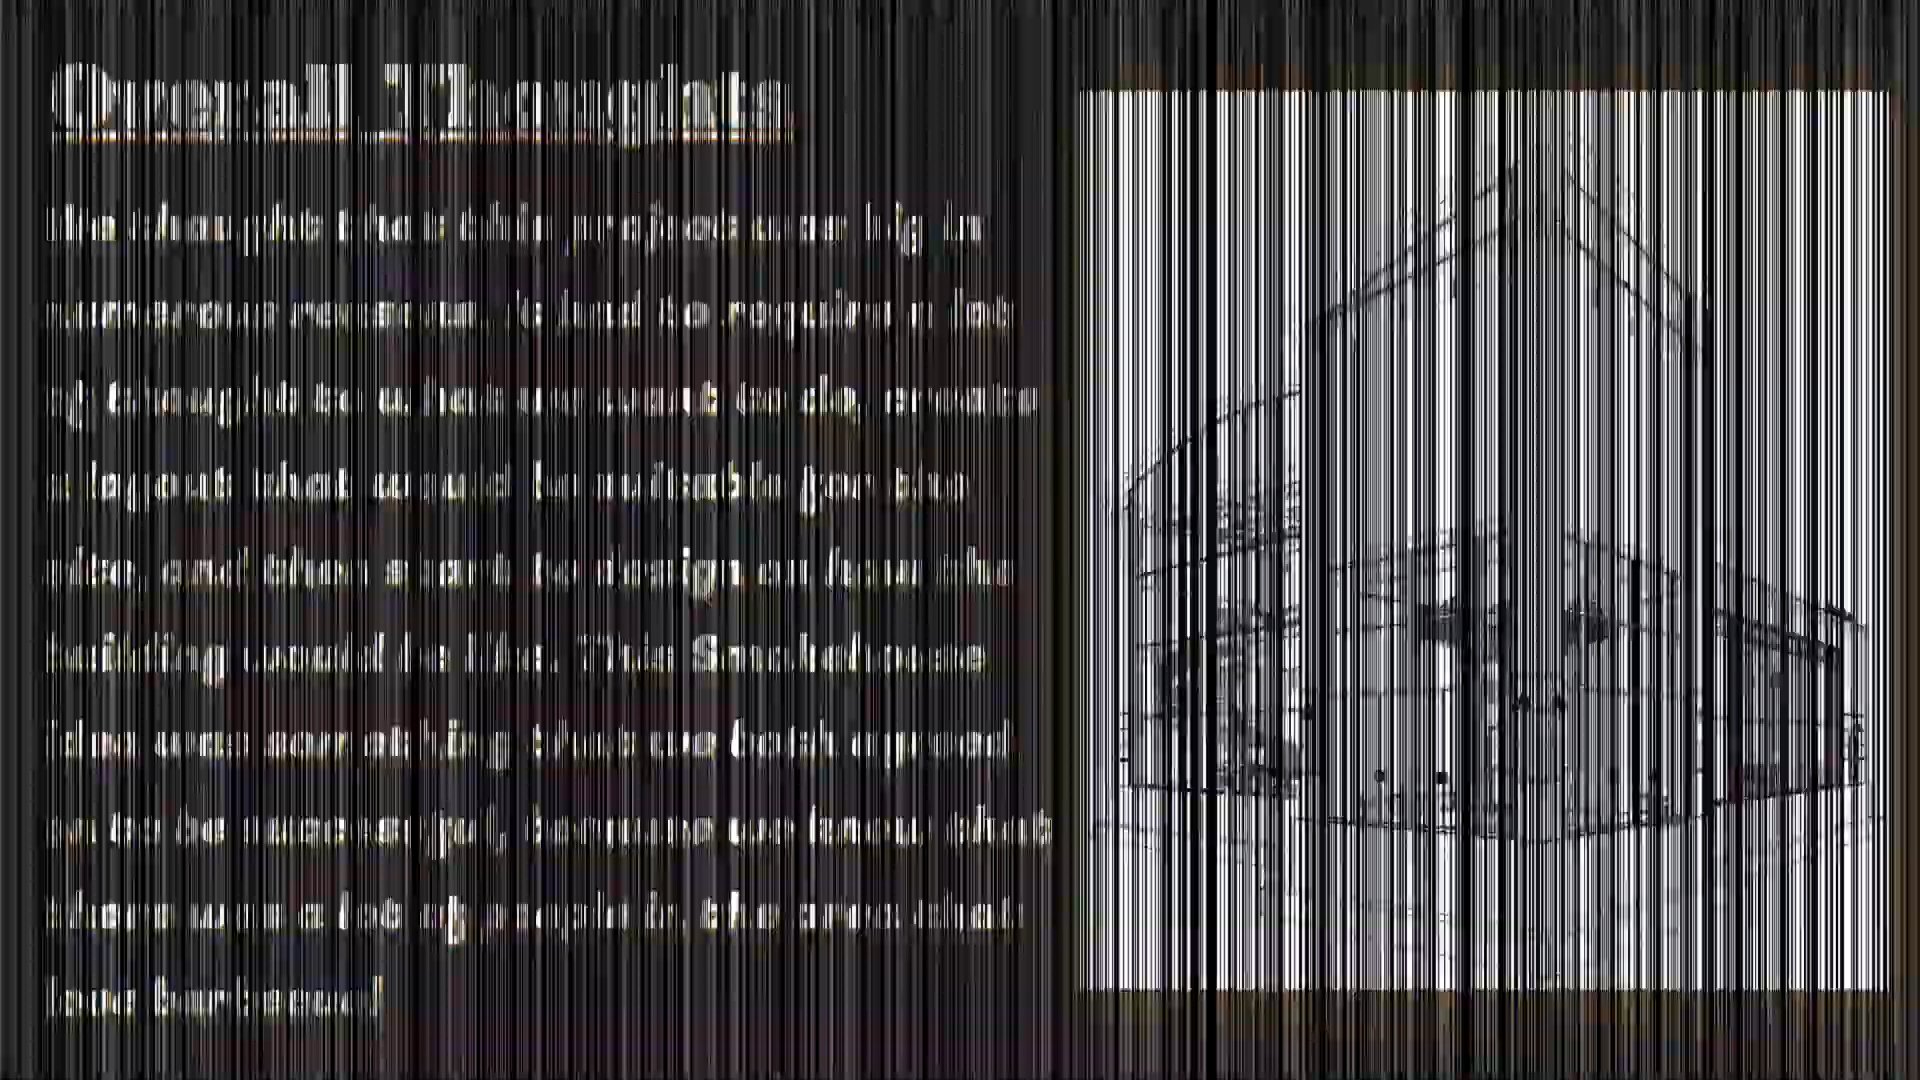 Overall Thoughts
We thought that this project was big in
numerous reasons. It had to require a lot
of thought to what we want to do, create
a layout that would be suitable for the
site, and then start to design on how the
building would be like. This Smokehouse
idea was something that we both agreed
on to be successful, because we know that
there was a lot of people in the area that
love barbecue!